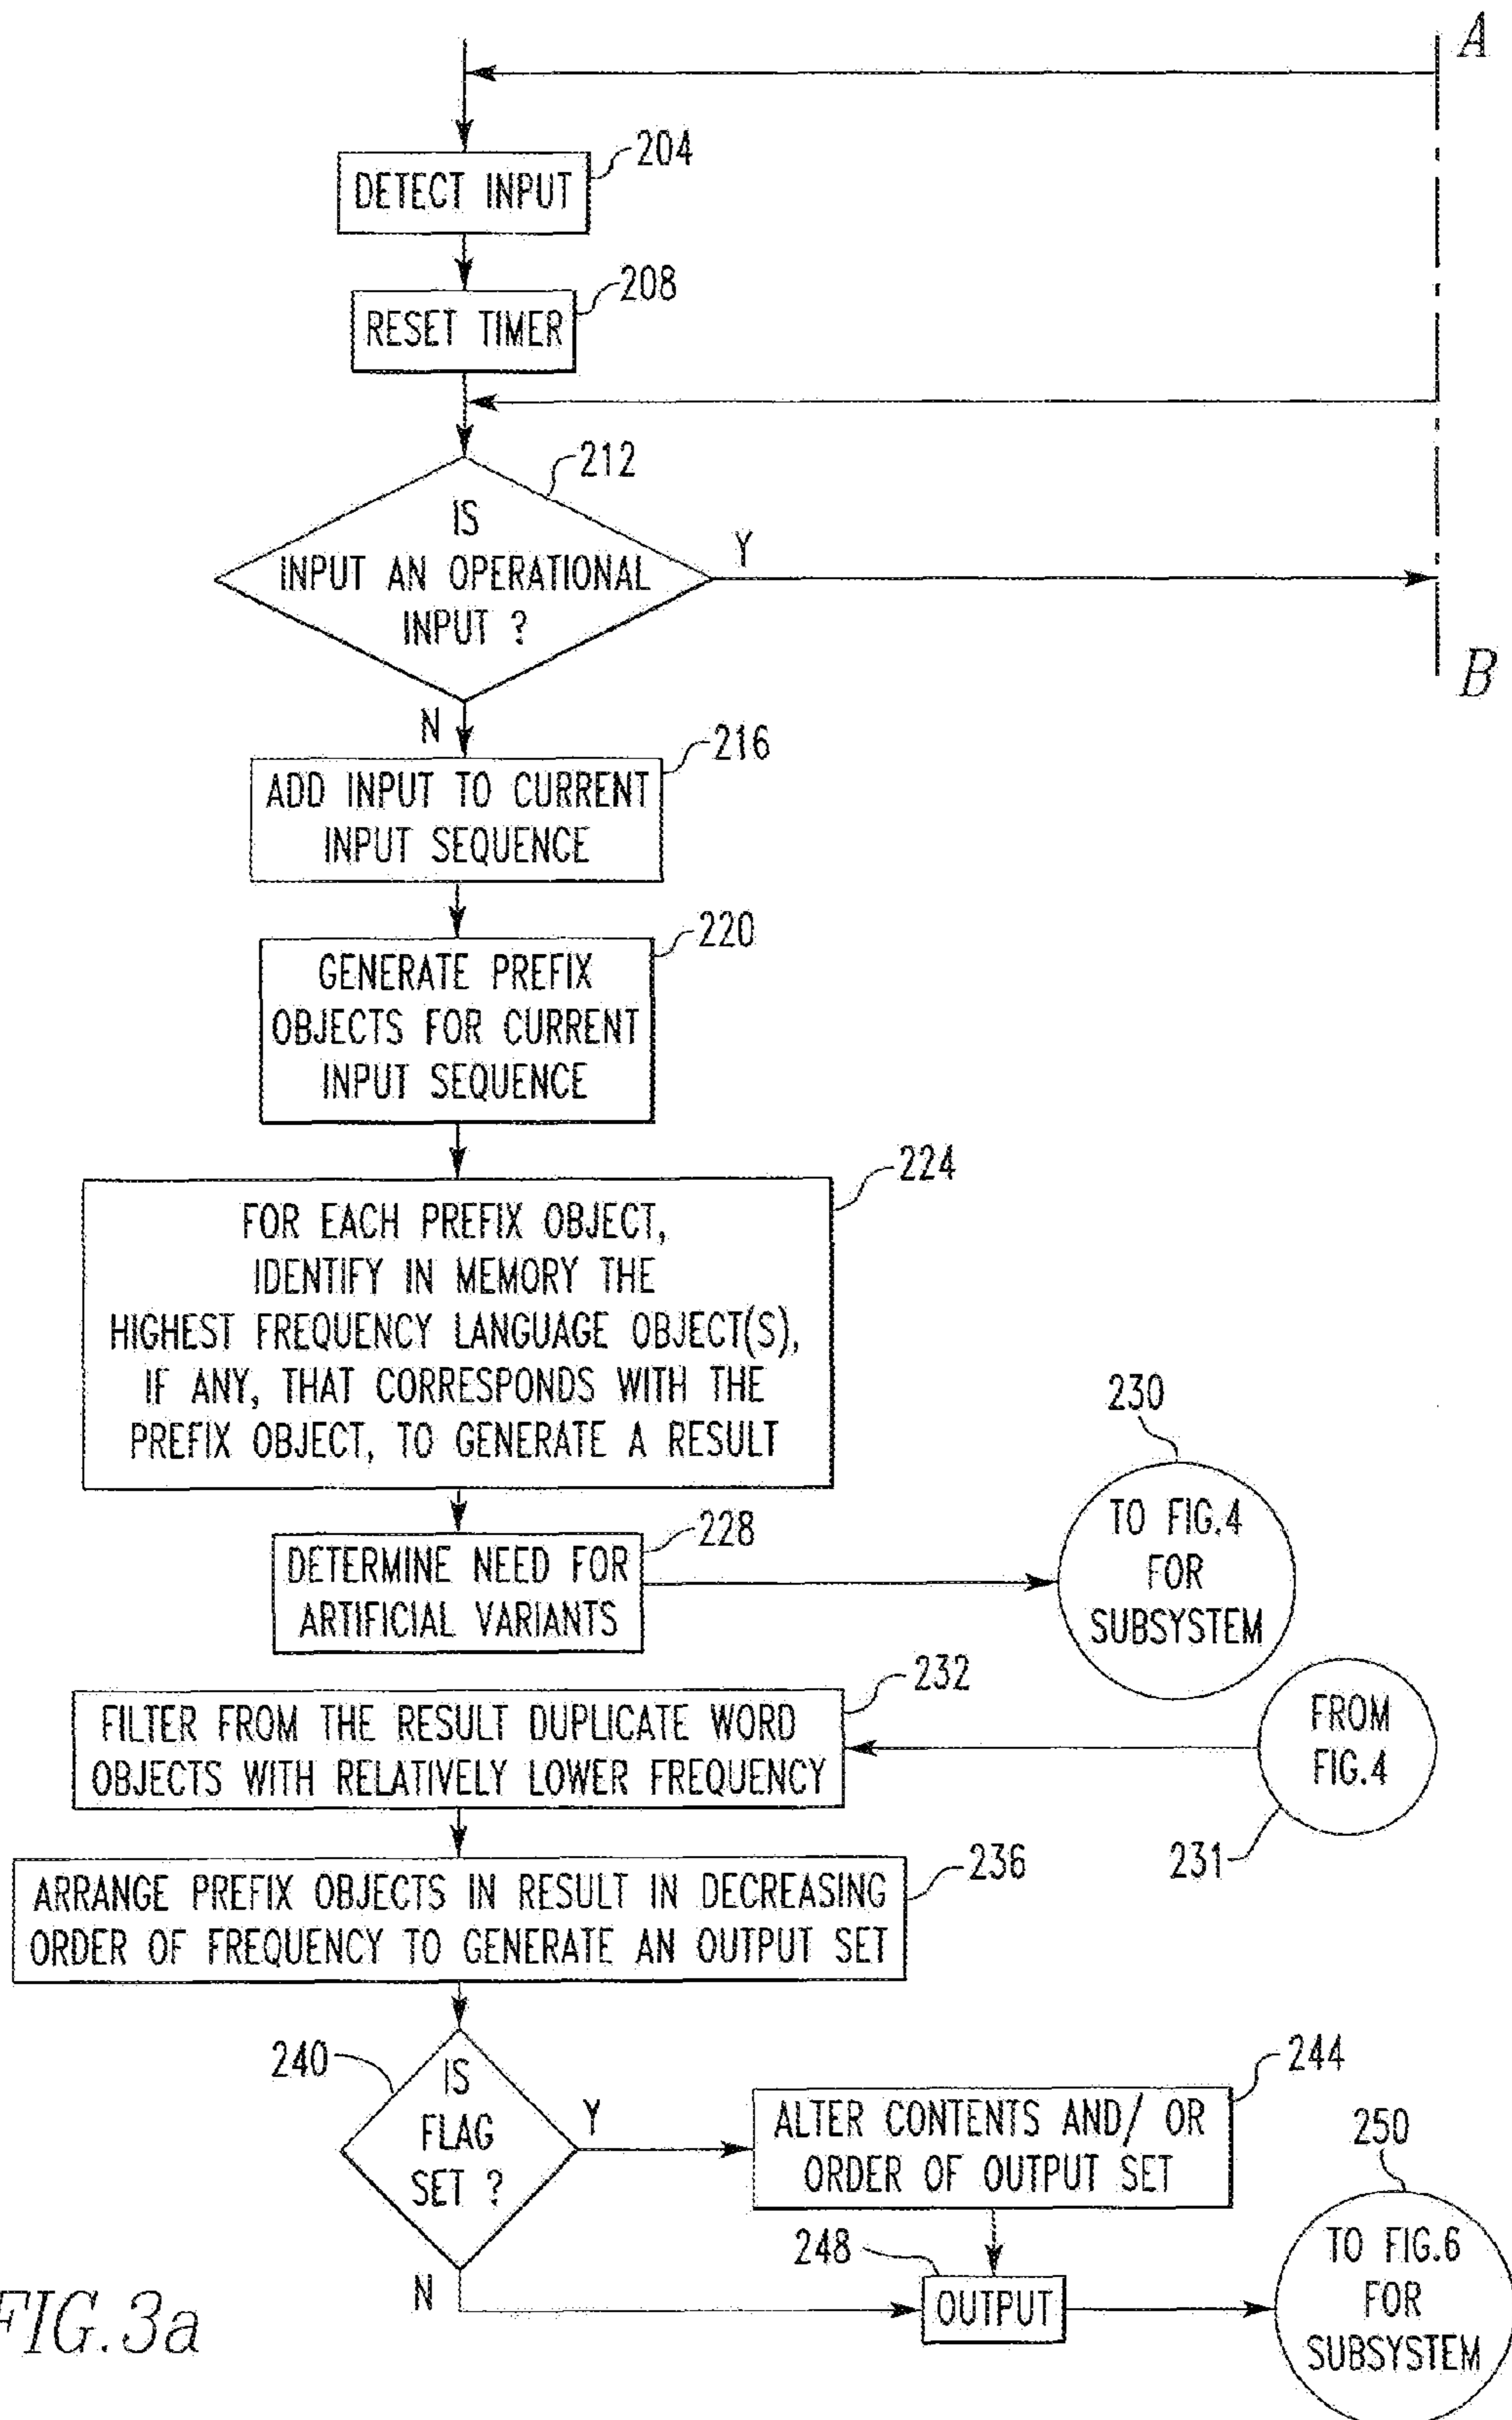 A
204
DETECT INPUT
208
RESET TIMER
212
IS
INPUT AN OPERATIONAL
INPUT ?
Y
B
N
216
ADD INPUT TO CURRENT
INPUT SEQUENCE
220
GENERATE PREFIX
OBJECTS FOR CURRENT
INPUT SEQUENCE
224
FOR EACH PREFIX OBJECT,
IDENTIFY IN MEMORY THE
HIGHEST FREQUENCY LANGUAGE OBJECT(S),
IF ANY, THAT CORRESPONDS WITH THE
PREFIX OBJECT, TO GENERATE A RESULT
228
DETERMINE NEED FOR
ARTIFICIAL VARIANTS
230
TO FIG.4
FOR
SUBSYSTEM
232
FILTER FROM THE RESULT DUPLICATE WORD
OBJECTS WITH RELATIVELY LOWER FREQUENCY
FROM
FIG.4
231
236
ARRANGE PREFIX OBJECTS IN RESULT IN DECREASING
ORDER OF FREQUENCY TO GENERATE AN OUTPUT SET
240
IS
FLAG
SET ?
Y
244
ALTER CONTENTS AND/ OR
ORDER OF OUTPUT SET
N
248
OUTPUT
250
TO FIG.6
FOR
SUBSYSTEM
FIG.3a